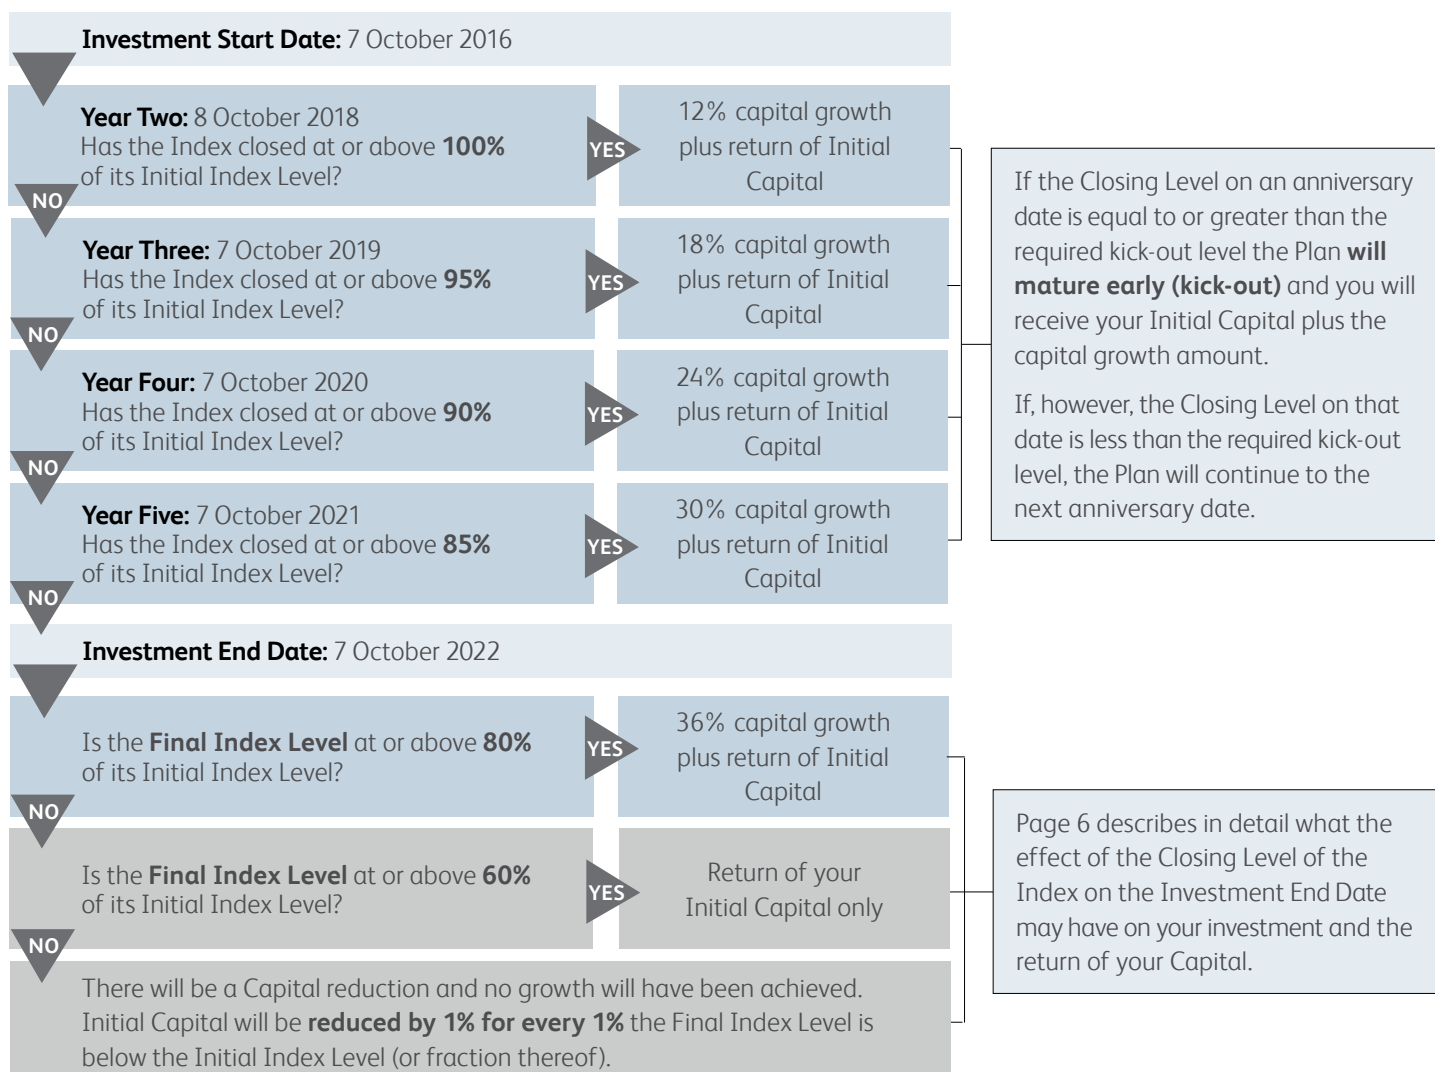 Investment Start Date: 7 October 2016
Year Two: 8 October 2018
Has the Index closed at or above 100%
of its Initial Index Level?
YES
12% capital growth
plus return of Initial
Capital
NO
Year Three: 7 October 2019
Has the Index closed at or above 95%
of its Initial Index Level?
YES
18% capital growth
plus return of Initial
Capital
NO
Year Four: 7 October 2020
Has the Index closed at or above 90%
of its Initial Index Level?
YES
24% capital growth
plus return of Initial
Capital
NO
Year Five: 7 October 2021
Has the Index closed at or above 85%
of its Initial Index Level?
YES
30% capital growth
plus return of Initial
Capital
NO
If the Closing Level on an anniversary
date is equal to or greater than the
required kick-out level the Plan will
mature early (kick-out) and you will
receive your Initial Capital plus the
capital growth amount.
If, however, the Closing Level on that
date is less than the required kick-out
level, the Plan will continue to the
next anniversary date.
Investment End Date: 7 October 2022
Is the Final Index Level at or above 80%
of its Initial Index Level?
YES
36% capital growth
plus return of Initial
Capital
NO
Is the Final Index Level at or above 60%
of its Initial Index Level?
YES
Return of your
Initial Capital only
NO
There will be a Capital reduction and no growth will have been achieved.
Initial Capital will be reduced by 1% for every 1% the Final Index Level is
below the Initial Index Level (or fraction thereof).
Page 6 describes in detail what the
effect of the Closing Level of the
Index on the Investment End Date
may have on your investment and the
return of your Capital.